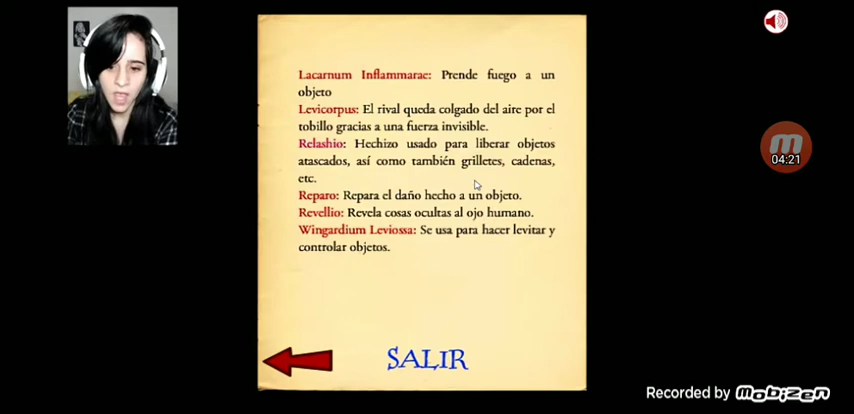 Lacarnum Inflammarae: Prende fuego a un
objeto
Levicorpus: El rival queda colgado del aire por el
tobillo gracias a una fuerza invisible.
Relashio: Hechizo usado para liberar objetos
atascados, así como también grilletes, cadenas,
etc.
Reparo: Repara el daño hecho a un objeto.
Revellio: Revela cosas ocultas al ojo humano.
Wingardium Leviossa: Se usa para hacer levitar y
controlar objetos.
SALIR
04:21
Recorded by mobizen